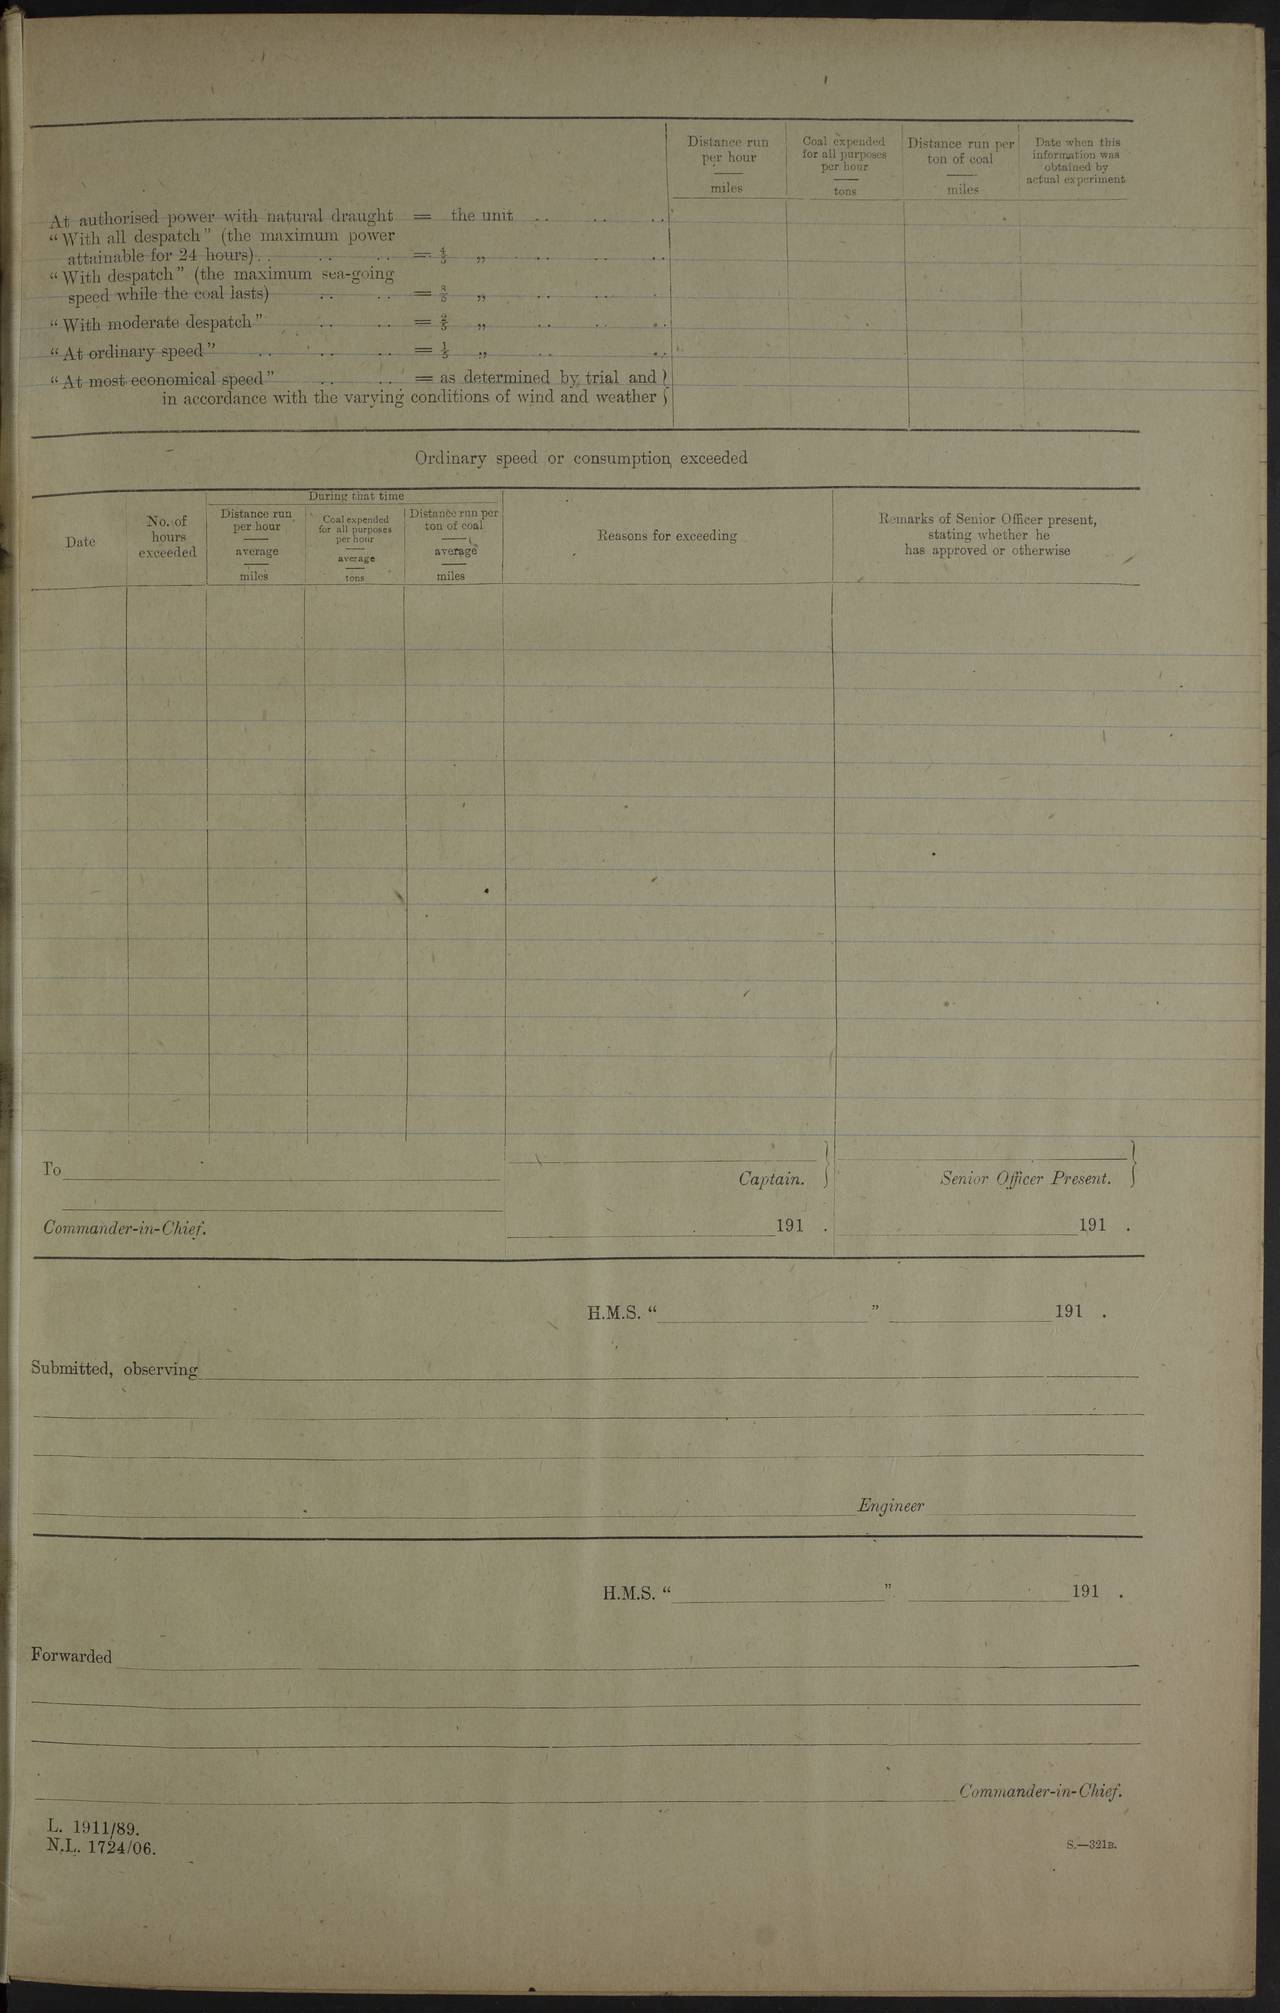 Distance run per hour miles
Coal expended for all purposes per hour tons
Distance run per ton of coal miles
Date when this information was obtained by actual experiment
At authorised power with natural draught = the unit .. .. ..
“With all despatch” (the maximum power
attainable for 24 hours) .. .. .. = 4/5 „ .. .. ..
“With despatch” (the maximum sea-going
speed while the coal lasts) .. .. = 3/5 „ .. .. .
“With moderate despatch” .. .. = 2/5 „ .. .. ..
“At ordinary speed” .. .. .. = 1/5 „ .. ..
“At most economical speed” .. .. = as determined by trial and }
in accordance with the varying conditions of wind and weather }
Ordinary speed or consumption exceeded
Date
No. of hours exceeded
During that time
Distance run per hour average miles
Coal expended for all purposes per hour average tons
Distance run per ton of coal average miles
Reasons for exceeding
Remarks of Senior Officer present,
stating whether he
has approved or otherwise
To
Captain. }
Senior Officer Present. }
Commander-in-Chief.
191 .
191 .
H.M.S. “ ” 191 .
Submitted, observing
Engineer
H.M.S. “ ” 191 .
Forwarded
Commander-in-Chief.
L. 1911/89.
N.L. 1724/06.
S.—321B.